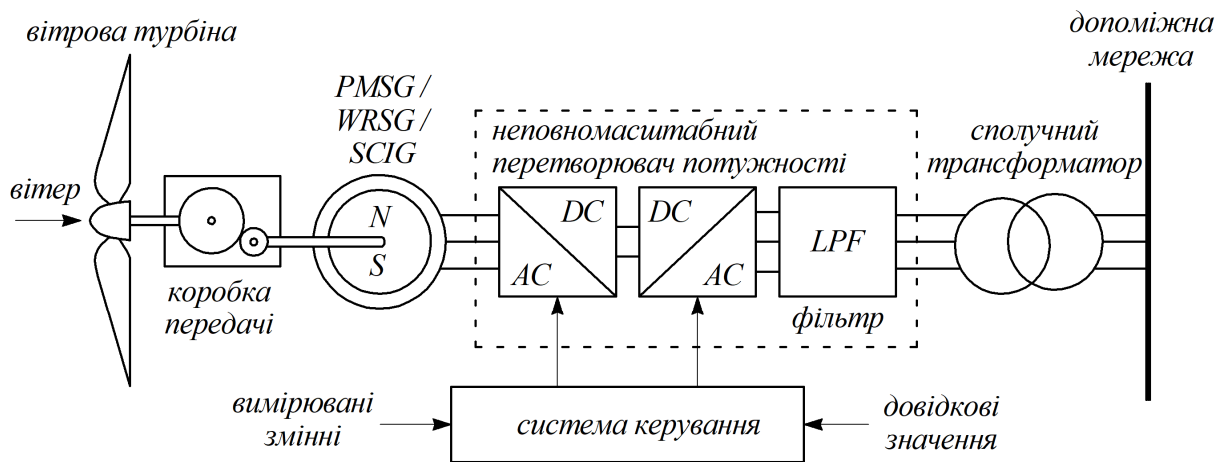 вітрова турбіна
допоміжна
мережа
PMSG /
WRSG /
SCIG
неповномасштабний
перетворювач потужності
сполучний
трансформатор
вітер
N
S
DC
AC
DC
AC
LPF
коробка
передачі
фільтр
вимірювані
змінні
система керування
довідкові
значення